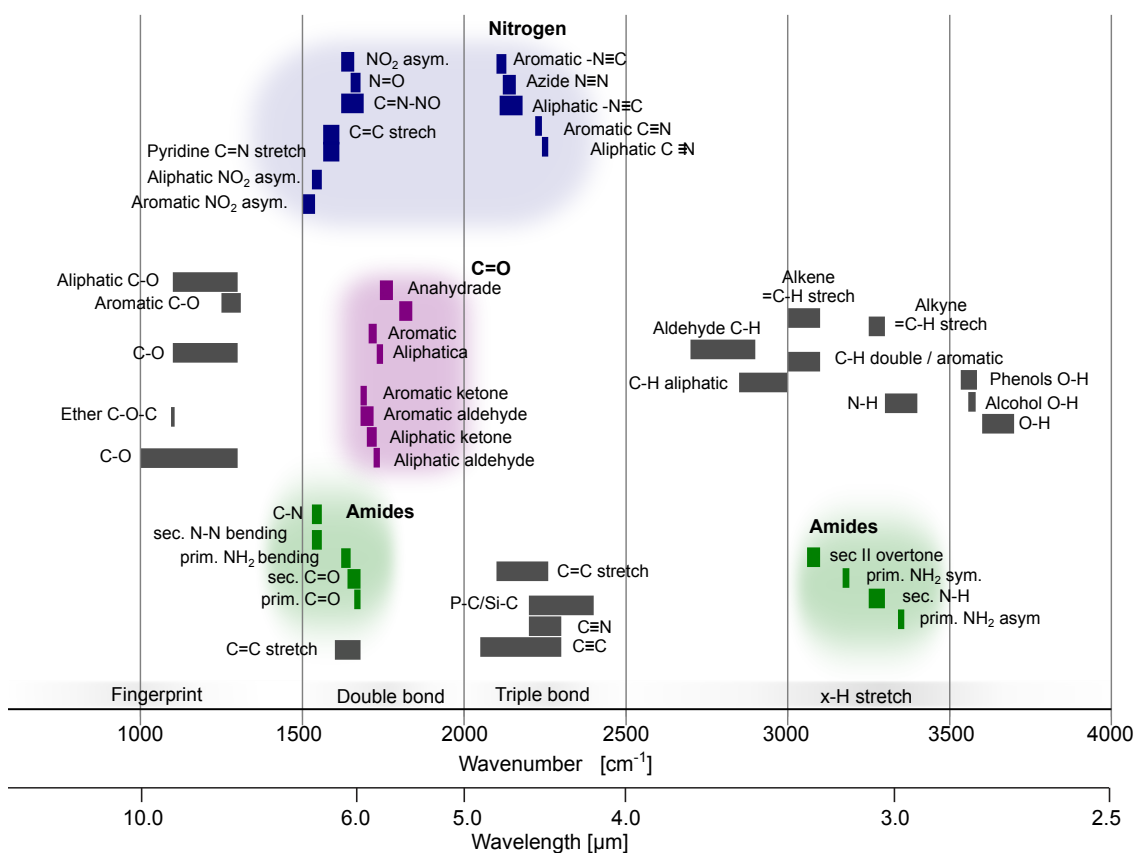 Nitrogen
NO2 asym.
Aromatic -N≡C
N=O
Azide N≡N
C=N-NO
Aliphatic -N≡C
C=C strech
Aromatic C≡N
Pyridine C=N stretch
Aliphatic C ≡N
Aliphatic NO2 asym.
Aromatic NO2 asym.
C=O
Aliphatic C-O
Anahydrade
Aromatic C-O
Alkene
=C-H strech
Alkyne
=C-H strech
Aromatic
Aldehyde C-H
C-O
Aliphatica
C-H double / aromatic
C-H aliphatic
Phenols O-H
Aromatic ketone
N-H
Alcohol O-H
Ether C-O-C
Aromatic aldehyde
O-H
Aliphatic ketone
C-O
Aliphatic aldehyde
C-N
Amides
sec. N-N bending
Amides
prim. NH2 bending
sec II overtone
sec. C=O
C=C stretch
prim. NH2 sym.
prim. C=O
P-C/Si-C
sec. N-H
C≡N
prim. NH2 asym
C=C stretch
C≡C
Fingerprint
Double bond
Triple bond
x-H stretch
1000 1500 2000 2500 3000 3500 4000
Wavenumber [cm-1]
10.0 6.0 5.0 4.0 3.0 2.5
Wavelength [µm]